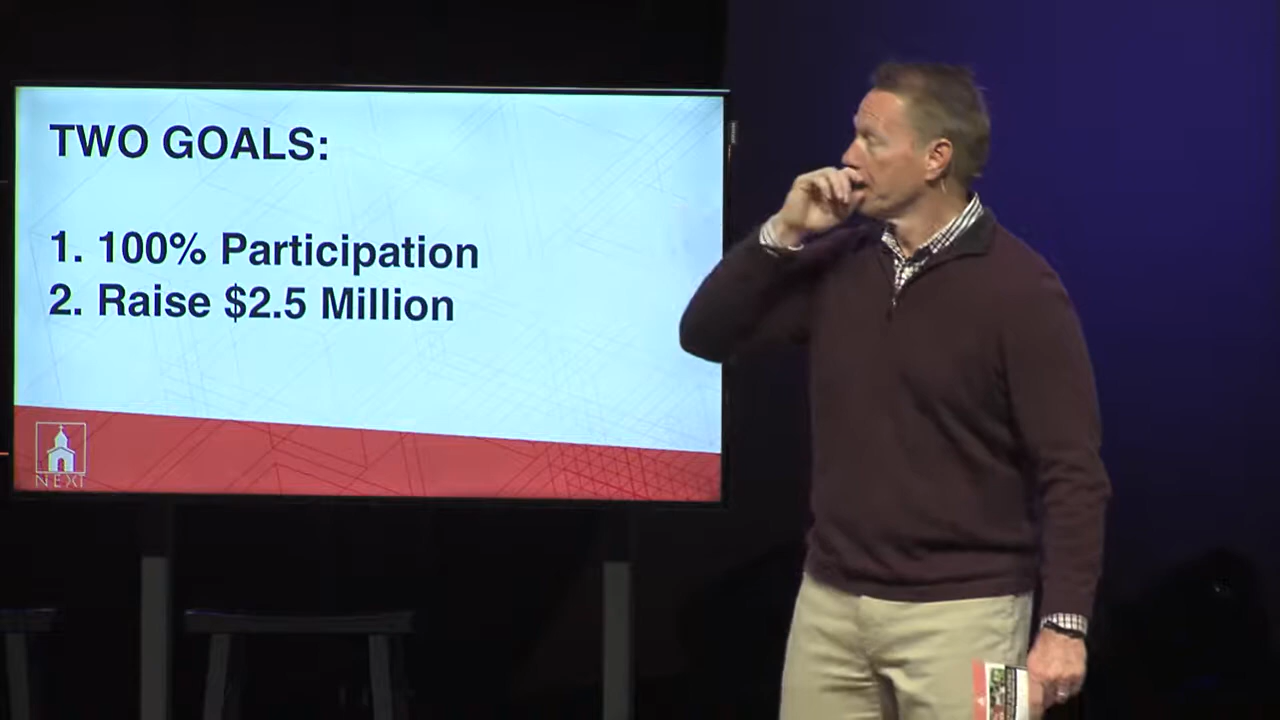 TWO GOALS:
1. 100% Participation
2. Raise $2.5 Million
NEXT